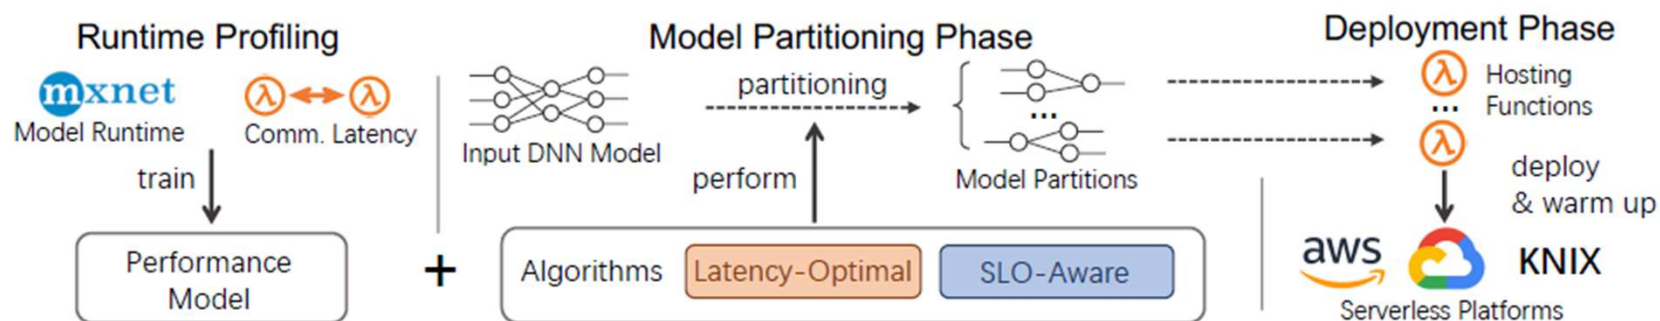 Runtime Profiling
mxnet
Model Runtime
λ λ
Comm. Latency
train
Performance
Model
+
Model Partitioning Phase
Input DNN Model
partitioning
perform
...
Model Partitions
Algorithms
Latency-Optimal
SLO-Aware
Deployment Phase
λ
...
λ
Hosting
Functions
deploy
& warm up
aws
KNIX
Serverless Platforms